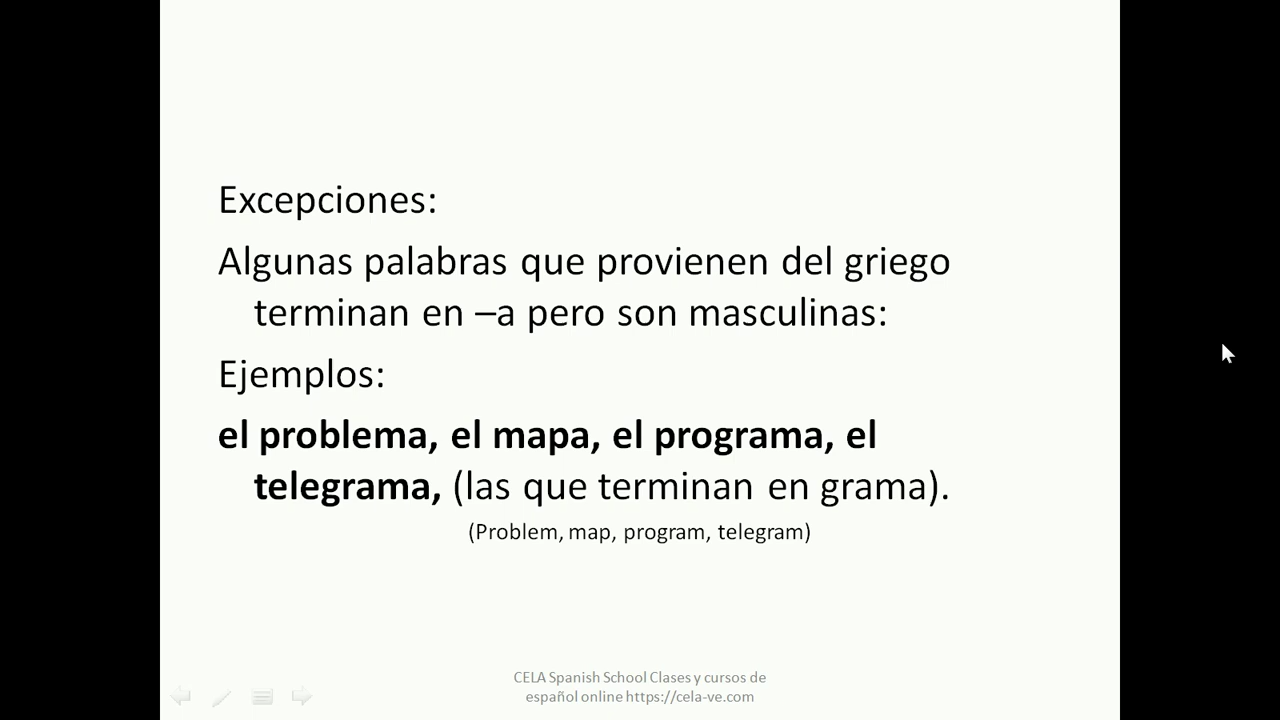 Excepciones:
Algunas palabras que provienen del griego
terminan en –a pero son masculinas:
Ejemplos:
el problema, el mapa, el programa, el
telegrama, (las que terminan en grama).
(Problem, map, program, telegram)
CELA Spanish School Clases y cursos de
español online https://cela-ve.com